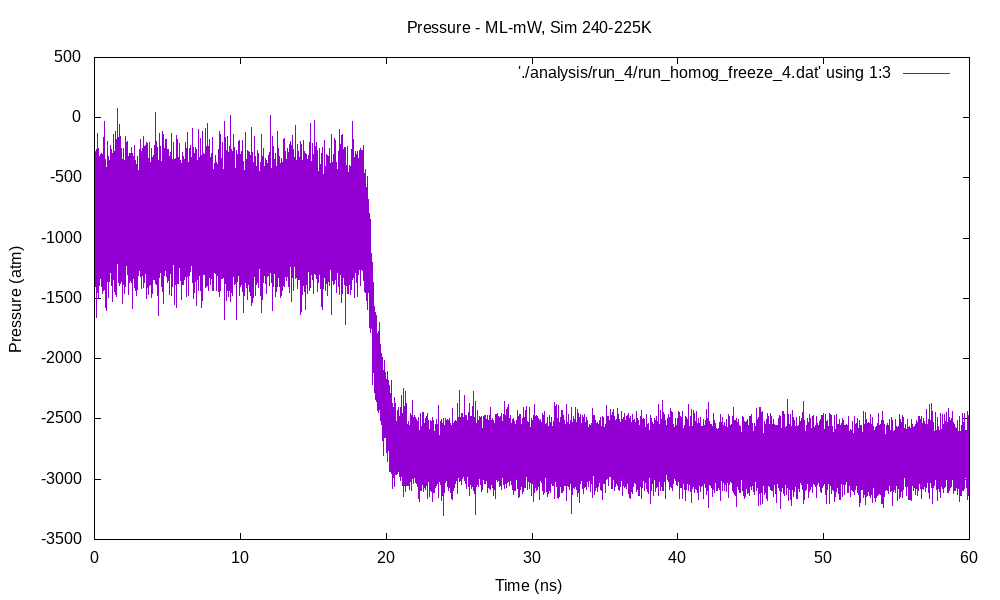 Pressure - ML-mW, Sim 240-225K
'./analysis/run_4/run_homog_freeze_4.dat' using 1:3
500
0
-500
-1000
-1500
-2000
-2500
-3000
-3500
Pressure (atm)
0 10 20 30 40 50 60
Time (ns)